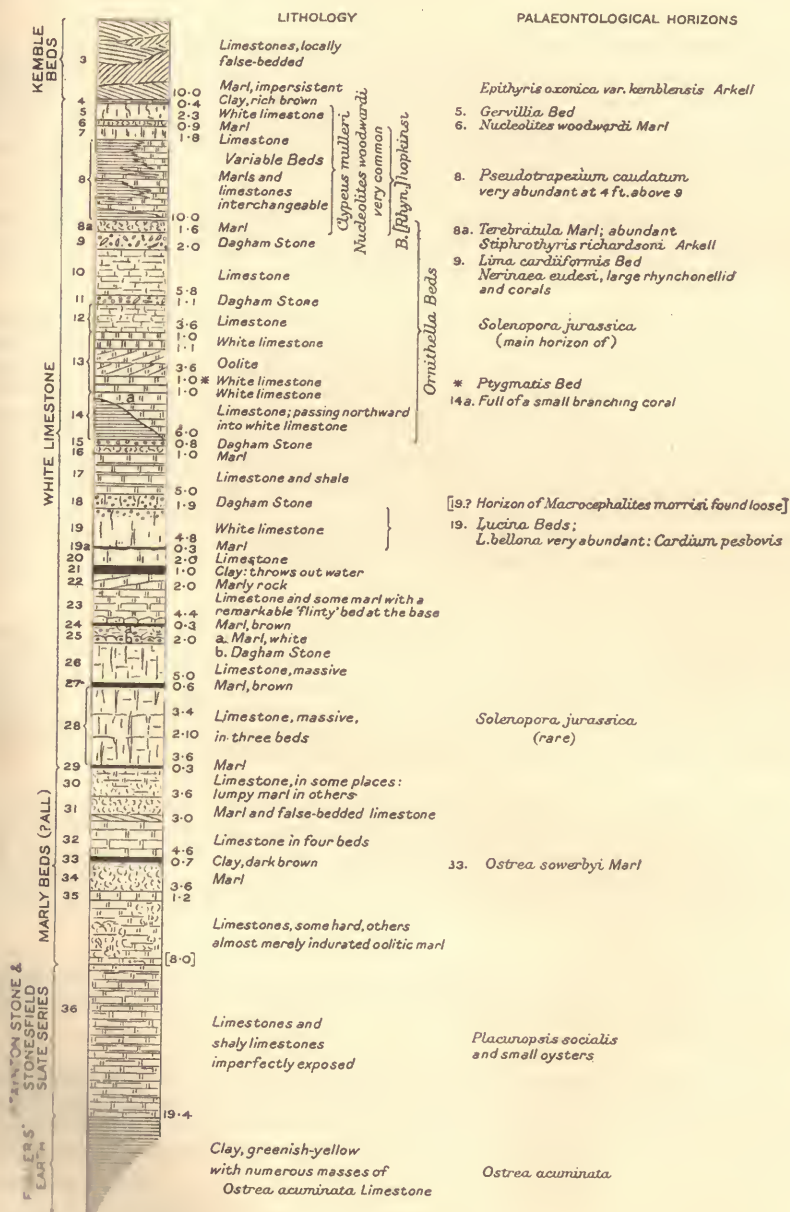 LITHOLOGY
PALAEONTOLOGICAL HORIZONS
KEMBLE
BEDS
WHITE LIMESTONE
MARLY BEDS (?ALL)
STONE &
STONESFIELD
SLATE SERIES
EARTH
3
Limestones, locally
false-bedded
10·0 Marl, impersistent
Epithyris oxonica var. kemblensis Arkell
4 0·4 Clay, rich brown
5 2·3 White limestone
5. Gervillia Bed
6 0·9 Marl
6. Nucleolites woodwardi Marl
7 1·8 Limestone
Variable Beds
8 Marls and
limestones
interchangeable
10·0
8. Pseudotrapezium caudatum
very abundant at 4 ft. above 9
Clypeus mulleri
Nucleolites woodwardi
very common
B. [Rhyn.] hopkinsi
8a 1·6 Marl
8a. Terebratula Marl; abundant
Stiphrothyris richardsoni Arkell
9 2·0 Dagham Stone
9. Lima cardiiformis Bed
Nerinaea eudesi, large rhynchonellid
and corals
10 Limestone
5·8
11 1·1 Dagham Stone
12 3·6 Limestone
Solenopora jurassica
(main horizon of)
1·0
1·1 White limestone
Ornithella Beds
13 3·6 Oolite
1·0 * White limestone
* Ptygmatis Bed
1·0 White limestone
14a. Full of a small branching coral
a
14 Limestone; passing northward
into white limestone
6·0
15 0·8 Dagham Stone
16 1·0 Marl
17 Limestone and shale
5·0
18 1·9 Dagham Stone
[19.? Horizon of Macrocephalites morrisi found loose]
19 White limestone
4·8
19. Lucina Beds;
L. bellona very abundant: Cardium pesbovis
19a 0·3 Marl
20 2·0 Limestone
21 1·0 Clay: throws out water
22 2·0 Marly rock
23 Limestone and some marl with a
4·4 remarkable 'flinty' bed at the base
24 0·3 Marl, brown
25 2·0 a. Marl, white
b. Dagham Stone
a
b
26 Limestone, massive
5·0
27 0·6 Marl, brown
28 3·4 Limestone, massive,
2·10 in three beds
3·6
Solenopora jurassica
(rare)
29 0·3 Marl
30 Limestone, in some places:
3·6 lumpy marl in others
31 Marl and false-bedded limestone
3·0
32 Limestone in four beds
4·6
33 0·7 Clay, dark brown
33. Ostrea sowerbyi Marl
34 Marl
3·6
35 1·2
Limestones, some hard, others
almost merely indurated oolitic marl
[8·0]
36
Limestones and
shaly limestones
imperfectly exposed
Placunopsis socialis
and small oysters
19·4
Clay, greenish-yellow
with numerous masses of
Ostrea acuminata Limestone
Ostrea acuminata